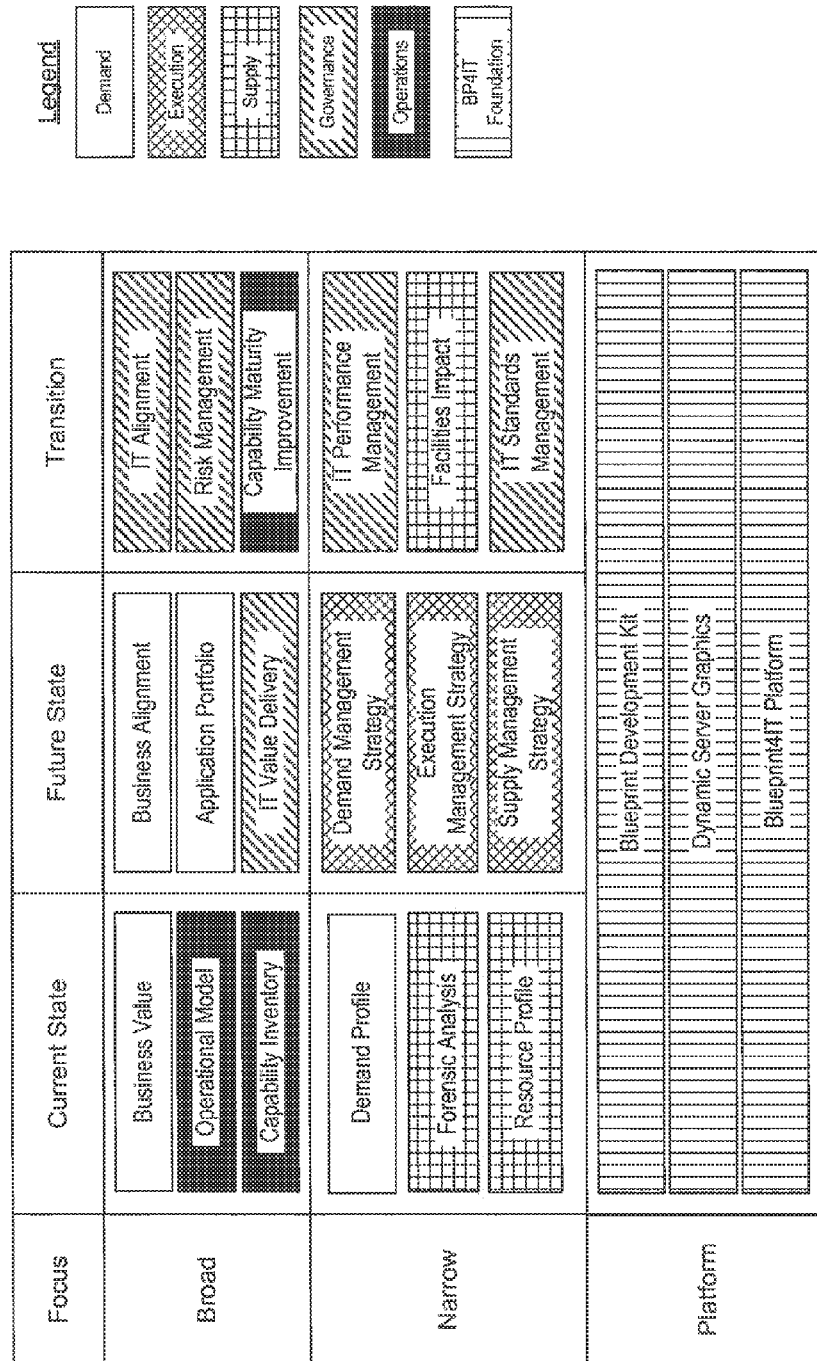 Legend
Demand
Execution
Supply
Governance
Operations
BP4IT
Foundation
Focus
Current State
Future State
Transition
Broad
Business Value
Operational Model
Capability Inventory
Business Alignment
Application Portfolio
IT Value Delivery
IT Alignment
Risk Management
Capability Maturity
Improvement
Narrow
Demand Profile
Forensic Analysis
Resource Profile
Demand Management
Strategy
Execution
Management Strategy
Supply Management
Strategy
IT Performance
Management
Facilities Impact
IT Standards
Management
Platform
Blueprint Development Kit
Dynamic Server Graphics
Blueprint4IT Platform